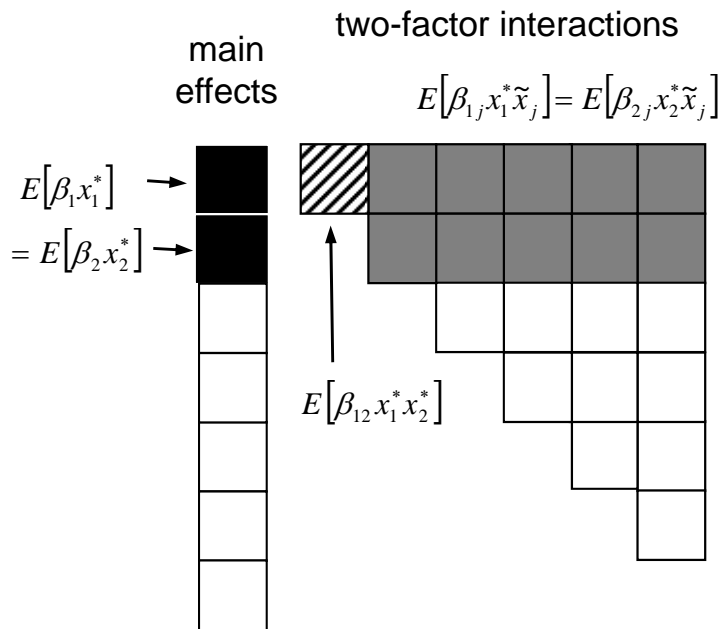 main
effects
two-factor interactions
E[β₁ⱼx₁*x̃ⱼ] = E[β₂ⱼx₂*x̃ⱼ]
E[β₁x₁*]
= E[β₂x₂*]
E[β₁₂x₁*x₂*]